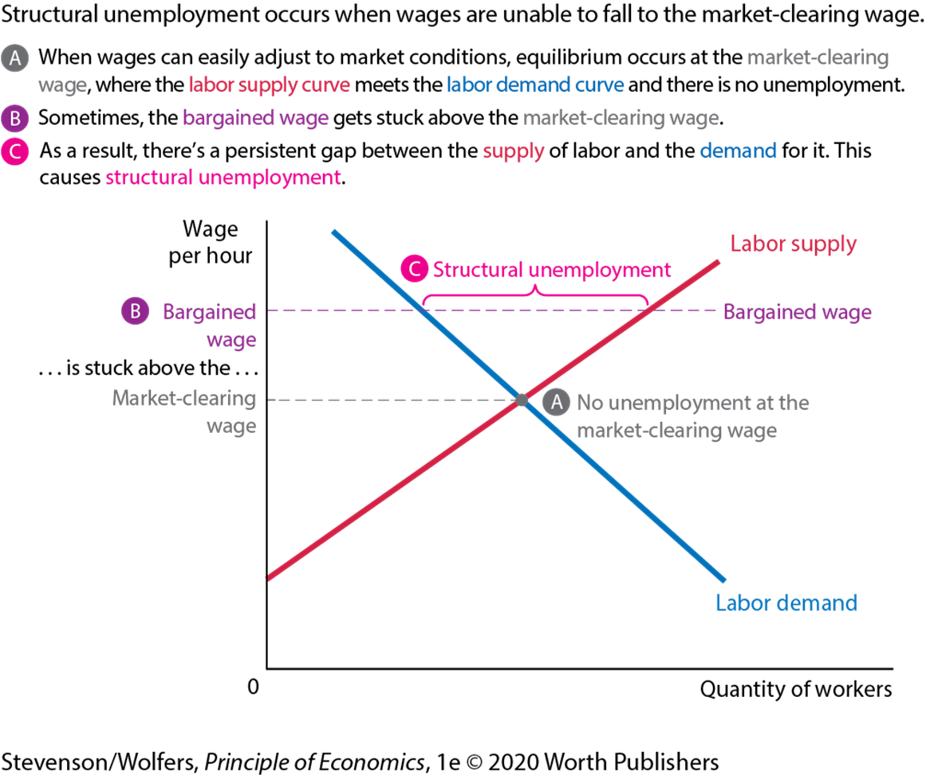 Structural unemployment occurs when wages are unable to fall to the market-clearing wage.
A When wages can easily adjust to market conditions, equilibrium occurs at the market-clearing
wage, where the labor supply curve meets the labor demand curve and there is no unemployment.
B Sometimes, the bargained wage gets stuck above the market-clearing wage.
C As a result, there's a persistent gap between the supply of labor and the demand for it. This
causes structural unemployment.
Wage
per hour
Labor supply
C Structural unemployment
B Bargained
wage
Bargained wage
... is stuck above the ...
Market-clearing
wage
A No unemployment at the
market-clearing wage
Labor demand
0
Quantity of workers
Stevenson/Wolfers, Principle of Economics, 1e © 2020 Worth Publishers